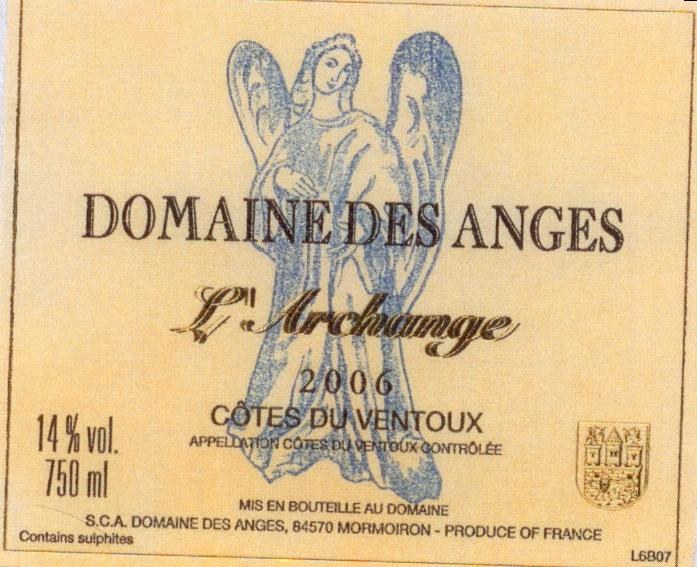 DOMAINE DES ANGES
L'Archange
2006
CÔTES DU VENTOUX
APPELLATION CÔTES DU VENTOUX CONTRÔLÉE
14 % vol.
750 ml
MIS EN BOUTEILLE AU DOMAINE
S.C.A. DOMAINE DES ANGES, 84570 MORMOIRON - PRODUCE OF FRANCE
Contains sulphites
L6B07